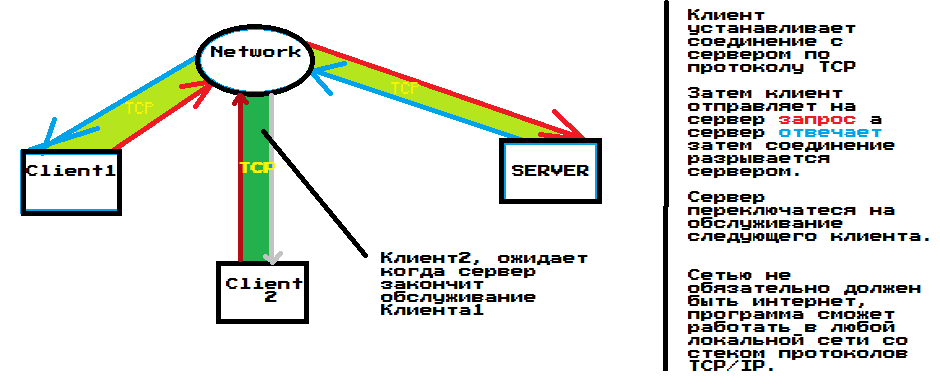 Network
TCP
TCP
Client1
TCP
SERVER
Client
2
Клиент2, ожидает
когда сервер
закончит
обслуживание
Клиента1
Клиент
устанавливает
соединение с
сервером по
протоколу TCP
Затем клиент
отправляет на
сервер запрос а
сервер отвечает
затем соединение
разрывается
сервером.
Сервер
переключатеся на
обслуживание
следующего клиента.
Сетью не
обязательно должен
быть интернет,
программа сможет
работать в любой
локальной сети со
стеком протоколов
TCP/IP.